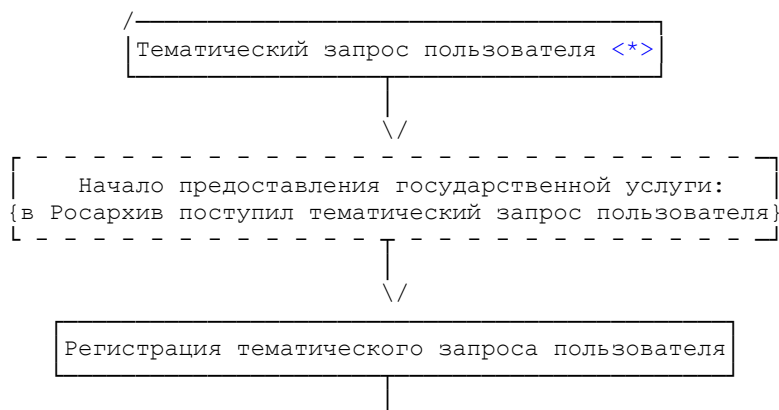 Тематический запрос пользователя <*>
Начало предоставления государственной услуги:
{в Росархив поступил тематический запрос пользователя}
Регистрация тематического запроса пользователя